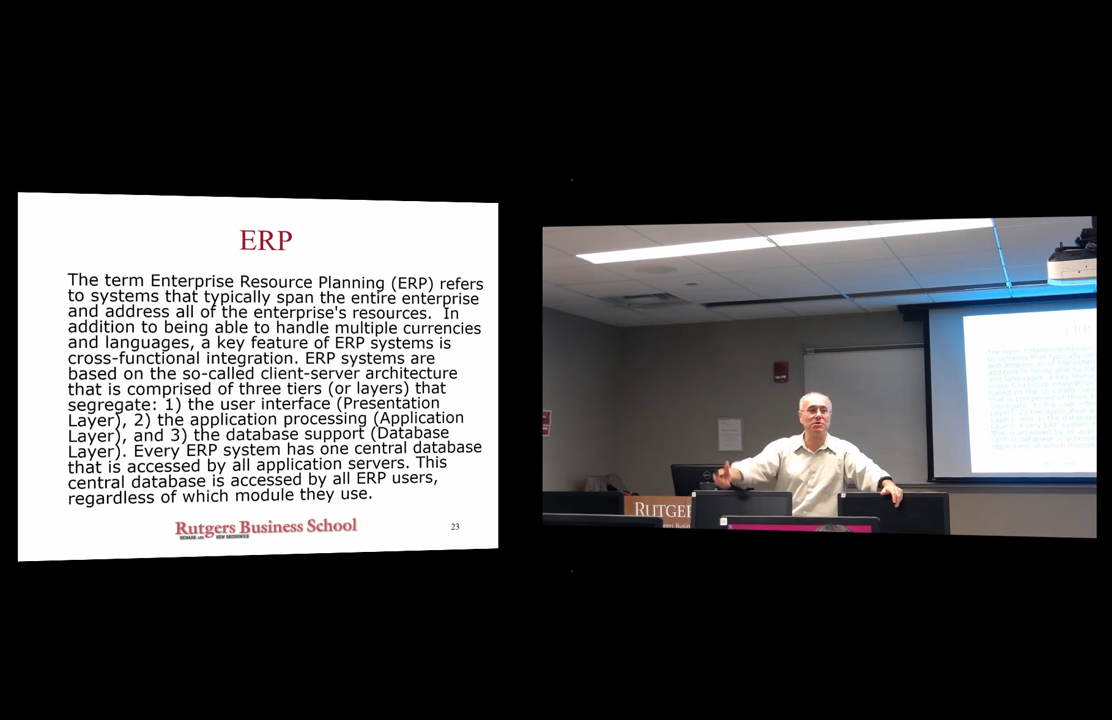 ERP
The term Enterprise Resource Planning (ERP) refers
to systems that typically span the entire enterprise
and address all of the enterprise's resources.  In
addition to being able to handle multiple currencies
and languages, a key feature of ERP systems is
cross-functional integration. ERP systems are
based on the so-called client-server architecture
that is comprised of three tiers (or layers) that
segregate: 1) the user interface (Presentation
Layer), 2) the application processing (Application
Layer), and 3) the database support (Database
Layer). Every ERP system has one central database
that is accessed by all application servers. This
central database is accessed by all ERP users,
regardless of which module they use.
Rutgers Business School
NEWARK AND NEW BRUNSWICK
23
RUTGE